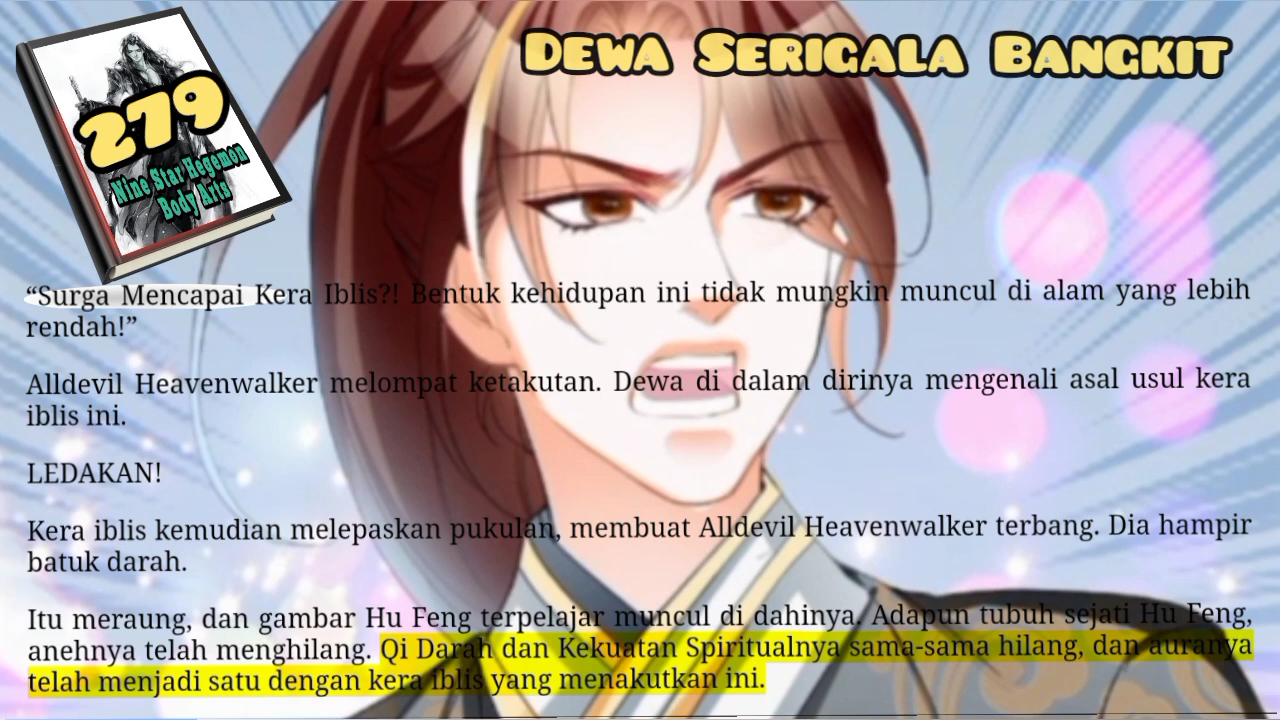 DEWA SERIGALA BANGKIT
279
Nine Star Hegemon
Body Arts
“Surga Mencapai Kera Iblis?! Bentuk kehidupan ini tidak mungkin muncul di alam yang lebih
rendah!”
Alldevil Heavenwalker melompat ketakutan. Dewa di dalam dirinya mengenali asal usul kera
iblis ini.
LEDAKAN!
Kera iblis kemudian melepaskan pukulan, membuat Alldevil Heavenwalker terbang. Dia hampir
batuk darah.
Itu meraung, dan gambar Hu Feng terpelajar muncul di dahinya. Adapun tubuh sejati Hu Feng,
anehnya telah menghilang. Qi Darah dan Kekuatan Spiritualnya sama-sama hilang, dan auranya
telah menjadi satu dengan kera iblis yang menakutkan ini.